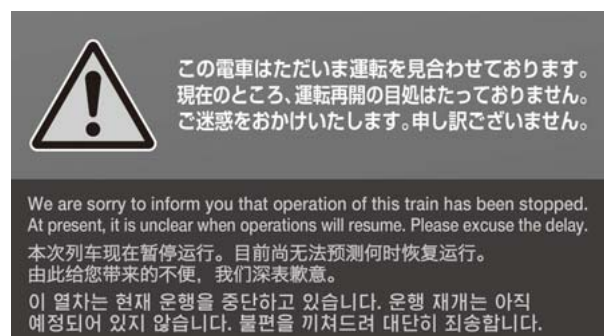 この電車はただいま運転を見合わせております。
現在のところ、運転再開の目処はたっておりません。
ご迷惑をおかけいたします。申し訳ございません。
We are sorry to inform you that operation of this train has been stopped.
At present, it is unclear when operations will resume. Please excuse the delay.
本次列车现在暂停运行。目前尚无法预测何时恢复运行。
由此给您带来的不便，我们深表歉意。
이 열차는 현재 운행을 중단하고 있습니다. 운행 재개는 아직
예정되어 있지 않습니다. 불편을 끼쳐드려 대단히 죄송합니다.